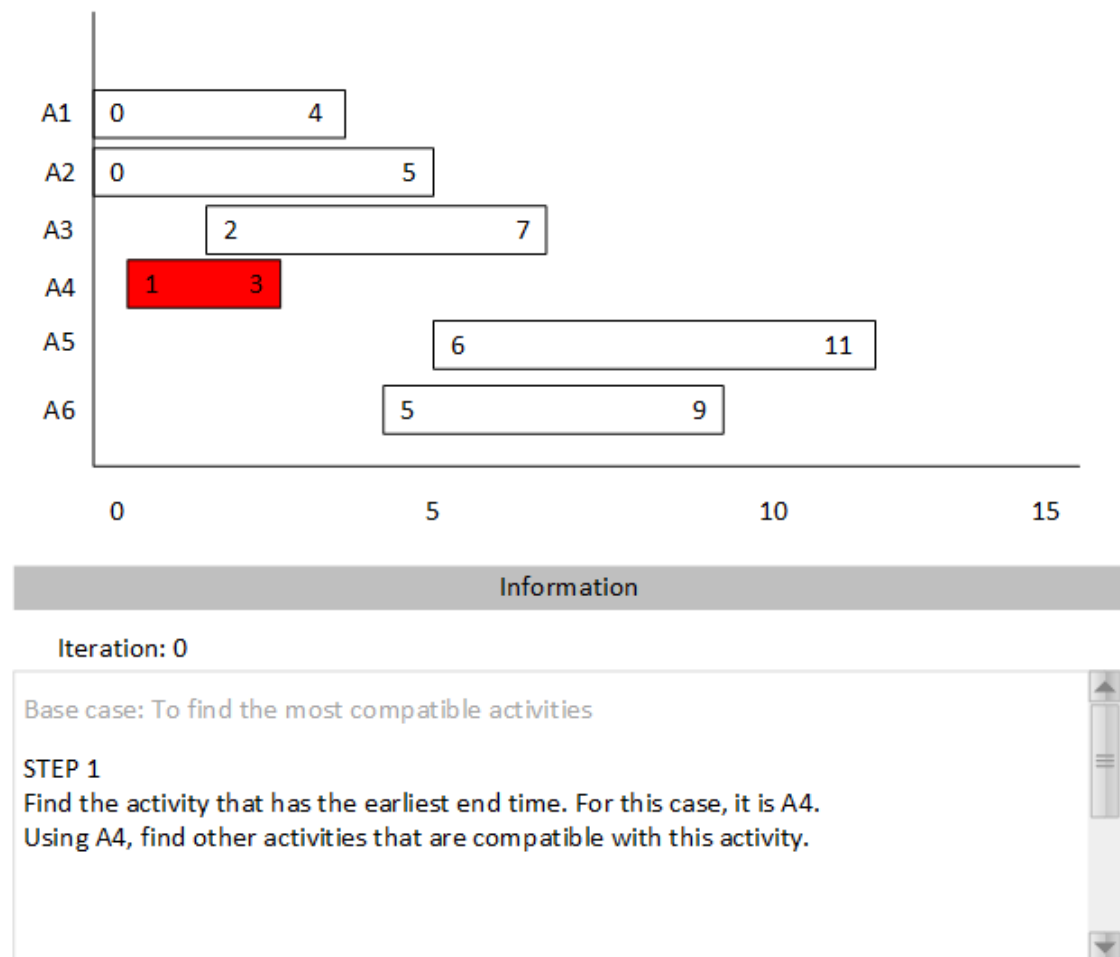 A1 0 4
A2 0 5
A3 2 7
A4 1 3
A5 6 11
A6 5 9
0 5 10 15
Information
Iteration: 0
Base case: To find the most compatible activities
STEP 1
Find the activity that has the earliest end time. For this case, it is A4.
Using A4, find other activities that are compatible with this activity.